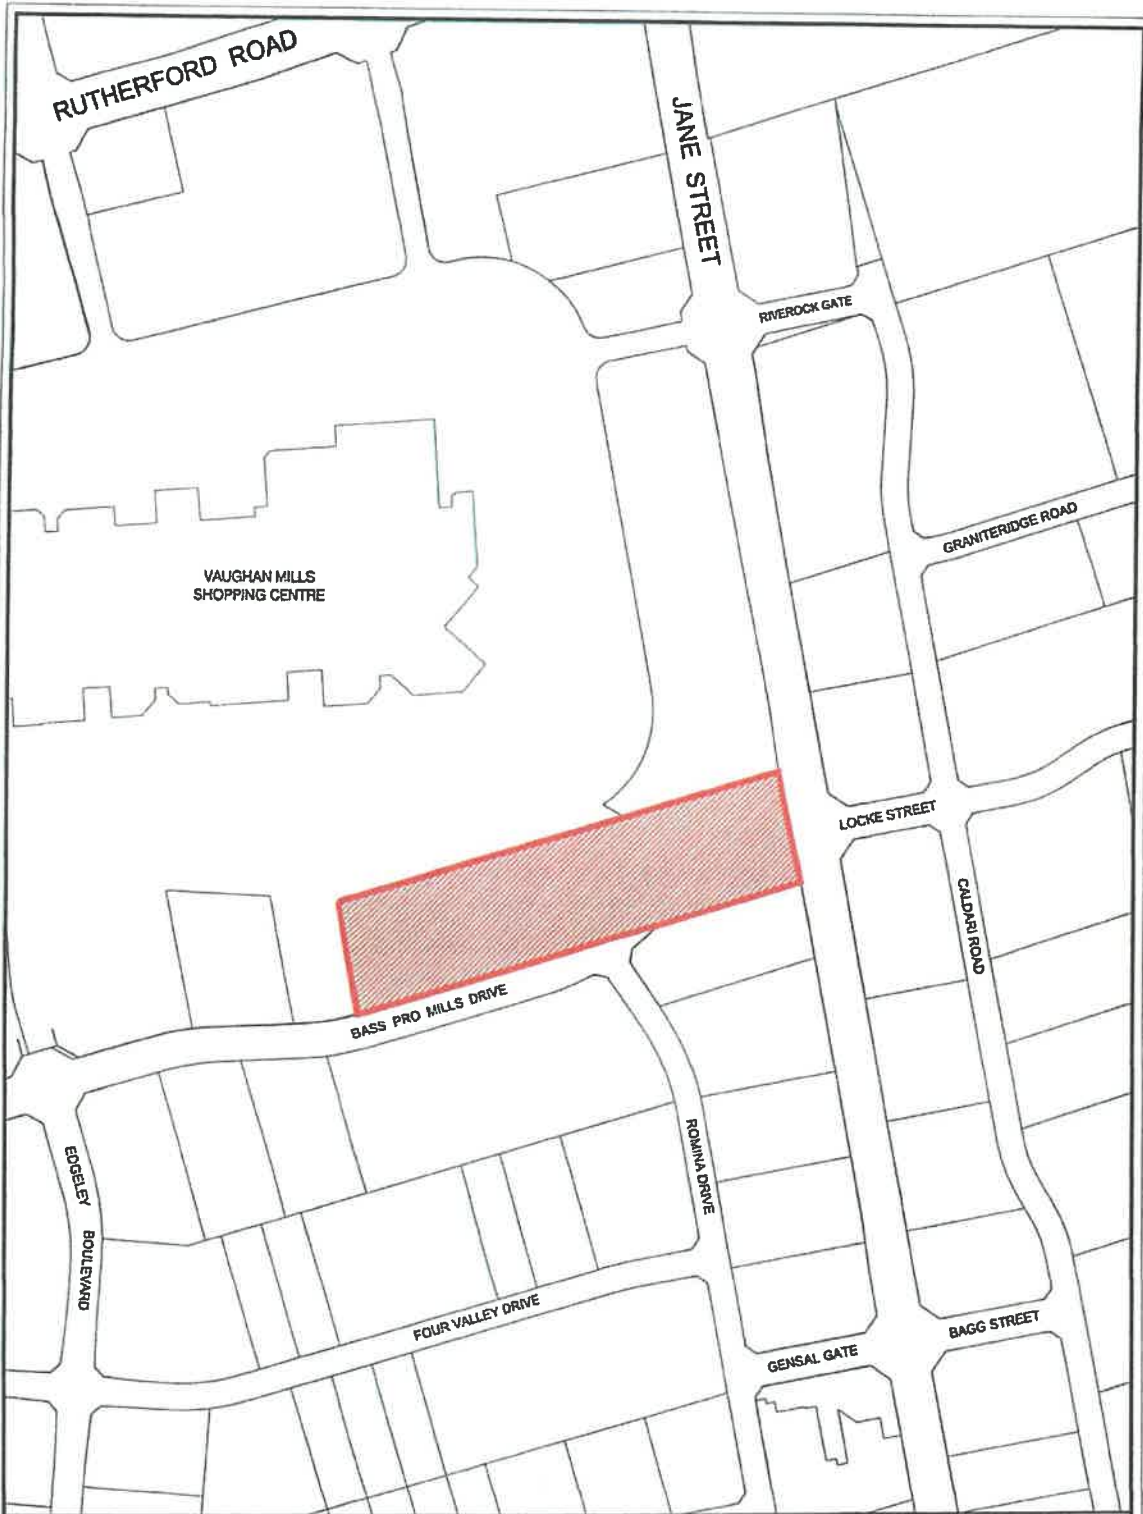 RUTHERFORD ROAD
JANE STREET
RIVEROCK GATE
GRANITERIDGE ROAD
VAUGHAN MILLS
SHOPPING CENTRE
LOCKE STREET
CALDARI ROAD
BASS PRO MILLS DRIVE
EDGELEY BOULEVARD
ROMINA DRIVE
FOUR VALLEY DRIVE
GENSAL GATE
BAGG STREET